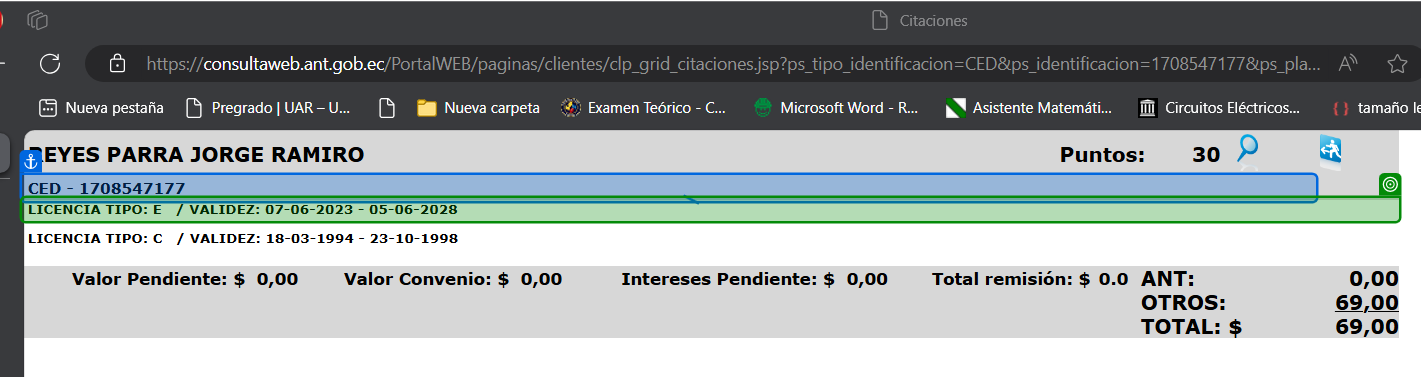 Citaciones
https://consultaweb.ant.gob.ec/PortalWEB/paginas/clientes/clp_grid_citaciones.jsp?ps_tipo_identificacion=CED&ps_identificacion=1708547177&ps_pla...
Nueva pestaña Pregrado | UAR – U... Nueva carpeta Examen Teórico - C... Microsoft Word - R... Asistente Matemáti... Circuitos Eléctricos... tamaño le
REYES PARRA JORGE RAMIRO Puntos: 30
CED - 1708547177
LICENCIA TIPO: E / VALIDEZ: 07-06-2023 - 05-06-2028
LICENCIA TIPO: C / VALIDEZ: 18-03-1994 - 23-10-1998
Valor Pendiente: $ 0,00 Valor Convenio: $ 0,00 Intereses Pendiente: $ 0,00 Total remisión: $ 0.0 ANT: 0,00
OTROS: 69,00
TOTAL: $ 69,00